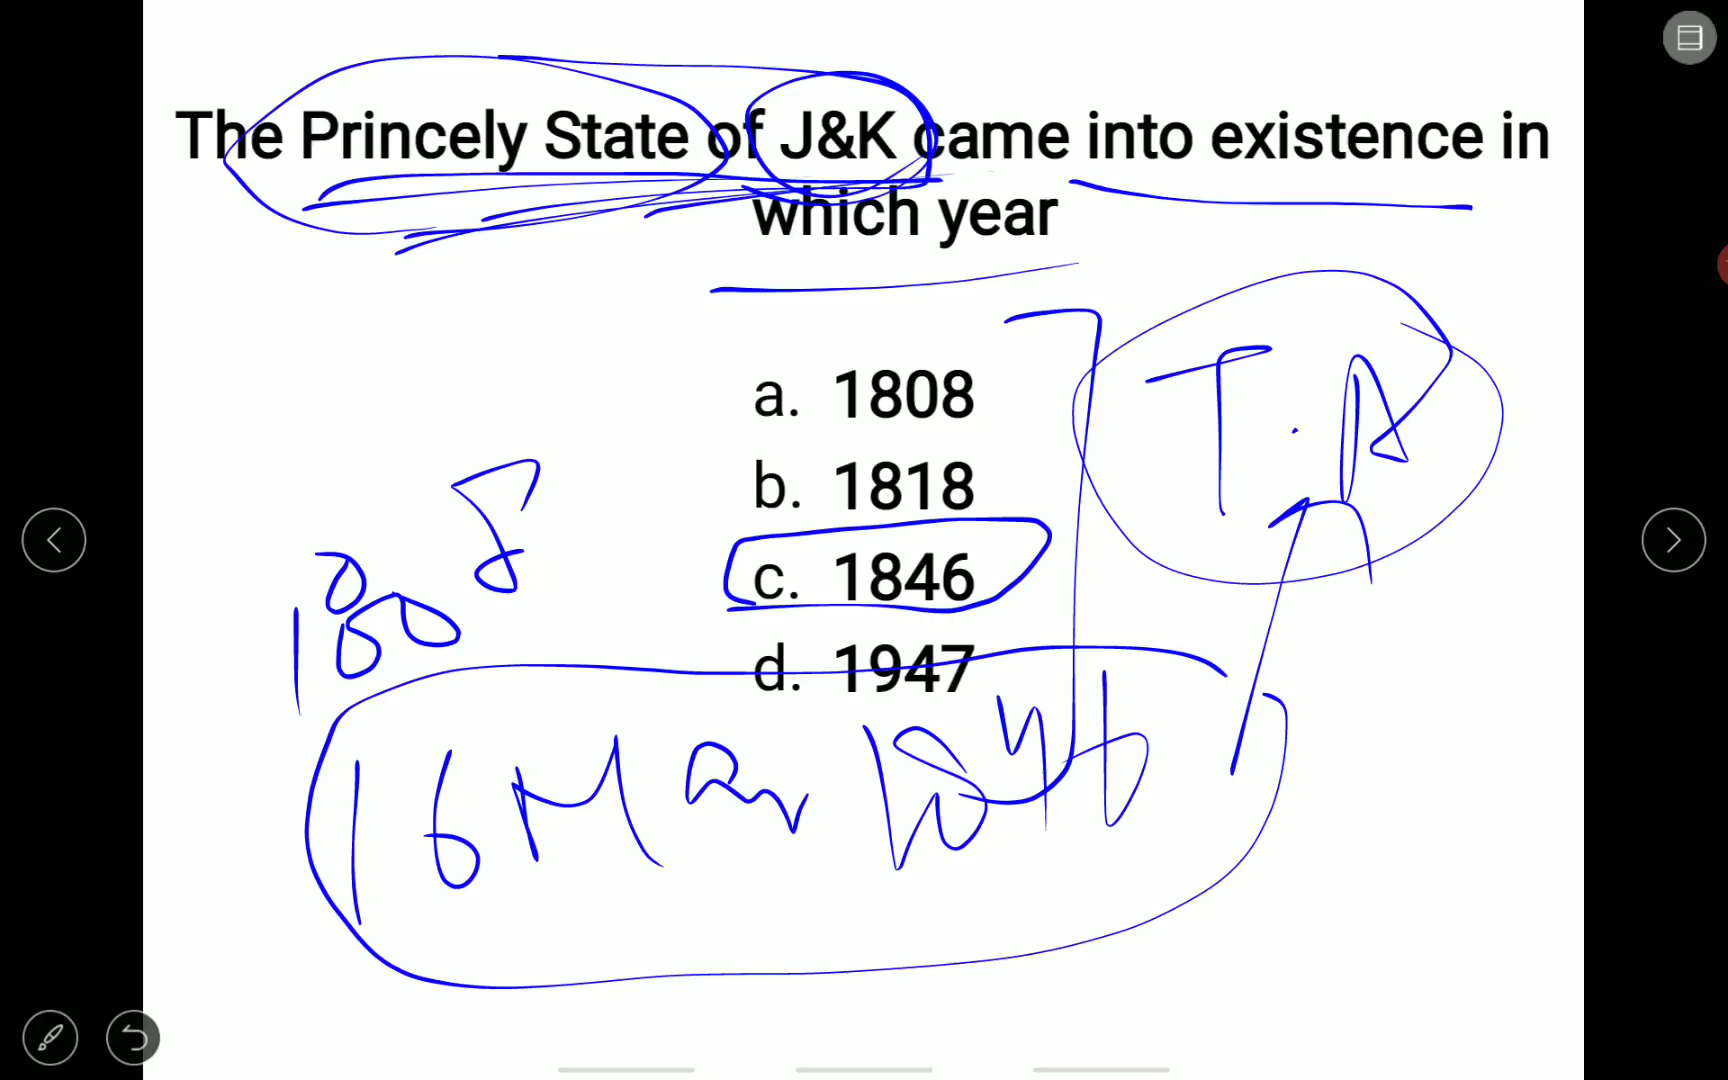 The Princely State of J&K came into existence in
which year
a. 1808
b. 1818
c. 1846
d. 1947
T.A
1808
16 Mar 1846